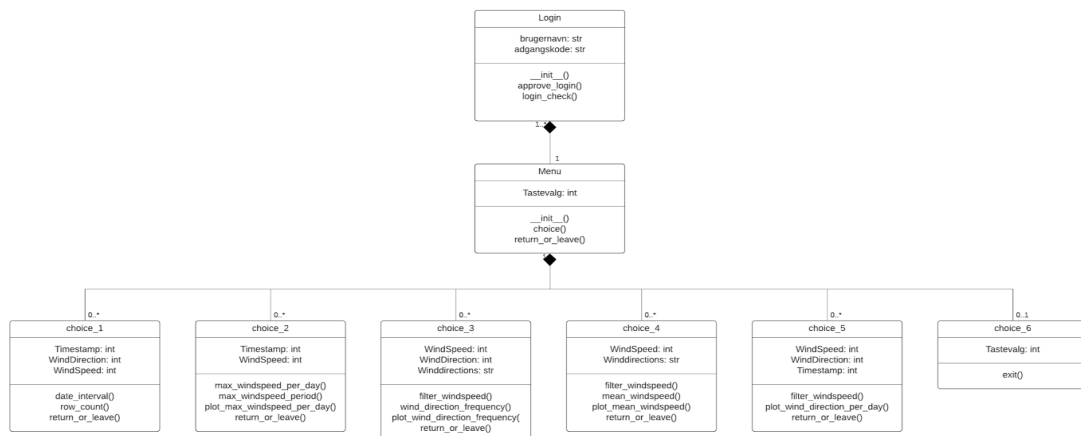 Login
brugernavn: str
adgangskode: str
__init__()
approve_login()
login_check()
1..*
1
Menu
Tastevalg: int
__init__()
choice()
return_or_leave()
0..*
0..*
0..*
0..*
0..*
0..1
choice_1
Timestamp: int
WindDirection: int
WindSpeed: int
date_interval()
row_count()
return_or_leave()
choice_2
Timestamp: int
WindSpeed: int
max_windspeed_per_day()
max_windspeed_period()
plot_max_windspeed_per_day()
return_or_leave()
choice_3
WindSpeed: int
WindDirection: int
Winddirections: str
filter_windspeed()
wind_direction_frequency()
plot_wind_direction_frequency(
return_or_leave()
choice_4
WindSpeed: int
Winddirections: str
filter_windspeed()
mean_windspeed()
plot_mean_windspeed()
return_or_leave()
choice_5
WindSpeed: int
WindDirection: int
Timestamp: int
filter_windspeed()
plot_wind_direction_per_day()
return_or_leave()
choice_6
Tastevalg: int
exit()